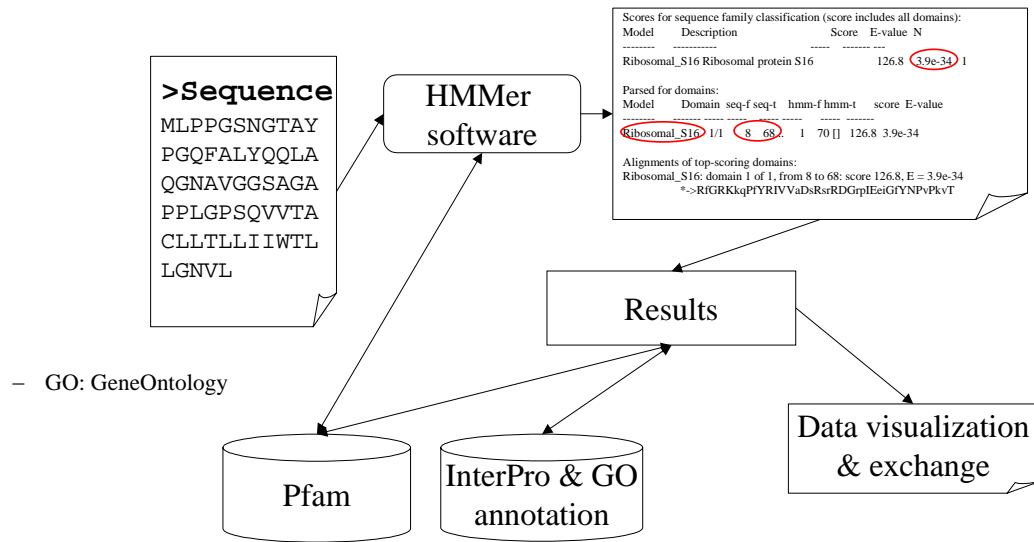 >Sequence
MLPPGSNGTAY
PGQFALYQQLA
QGNAVGGSAGA
PPLGPSQVVTA
CLLTLLIIWTL
LGNVL
HMMer
software
Scores for sequence family classification (score includes all domains):
Model Description Score E-value N
-------- ----------- ----- ------- ---
Ribosomal_S16 Ribosomal protein S16 126.8 3.9e-34 1
Parsed for domains:
Model Domain seq-f seq-t hmm-f hmm-t score E-value
-------- ------- ----- ----- ----- ----- -------
Ribosomal_S16 1/1 8 68.. 1 70 [] 126.8 3.9e-34
Alignments of top-scoring domains:
Ribosomal_S16: domain 1 of 1, from 8 to 68: score 126.8, E = 3.9e-34
*->RfGRKkqPfYRIVVaDsRsrRDGrpIEeiGfYNPvPkvT
Results
– GO: GeneOntology
Pfam
InterPro & GO
annotation
Data visualization
& exchange